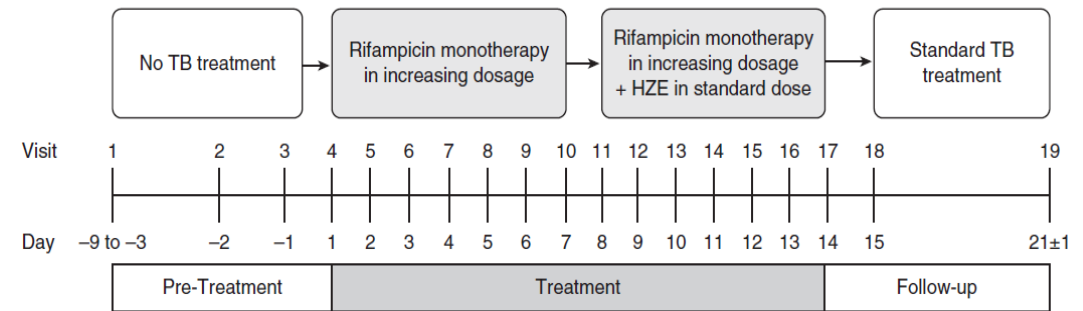 No TB treatment
Rifampicin monotherapy
in increasing dosage
Rifampicin monotherapy
in increasing dosage
+ HZE in standard dose
Standard TB
treatment
Visit 1 2 3 4 5 6 7 8 9 10 11 12 13 14 15 16 17 18 19
Day –9 to –3 –2 –1 1 2 3 4 5 6 7 8 9 10 11 12 13 14 15 21±1
Pre-Treatment Treatment Follow-up